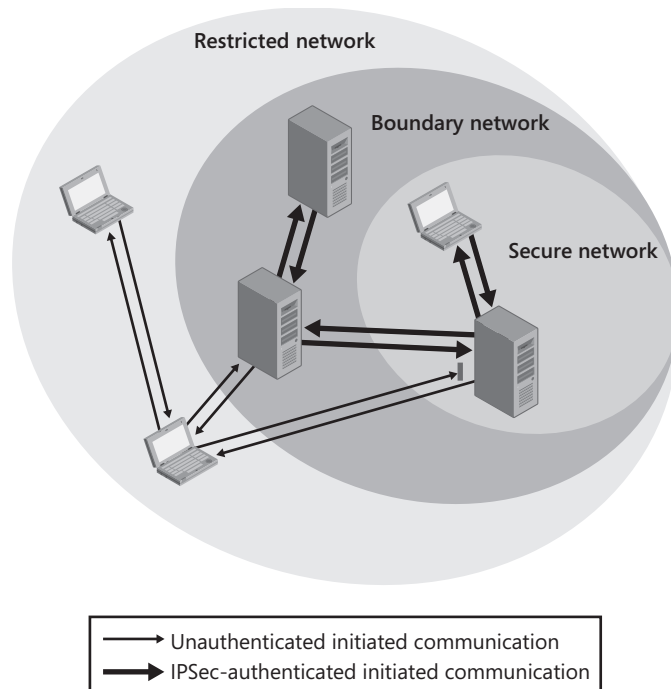 Restricted network
Boundary network
Secure network
Unauthenticated initiated communication
IPSec-authenticated initiated communication